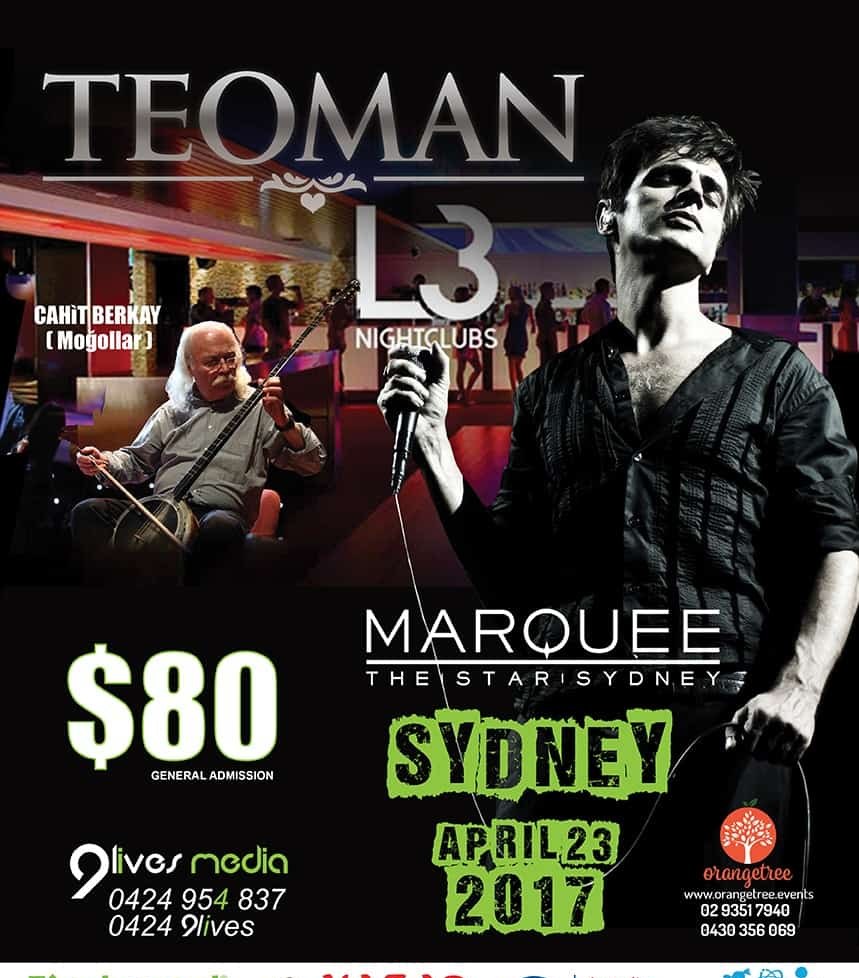 TEOMAN
L3
NIGHTCLUBS
CAHiT BERKAY
( Moğollar )
MARQUEE
THE STAR SYDNEY
$80
GENERAL ADMISSION
SYDNEY
APRIL 23
2017
9lives media
0424 954 837
0424 9lives
orangetree
www.orangetree.events
02 9351 7940
0430 356 069